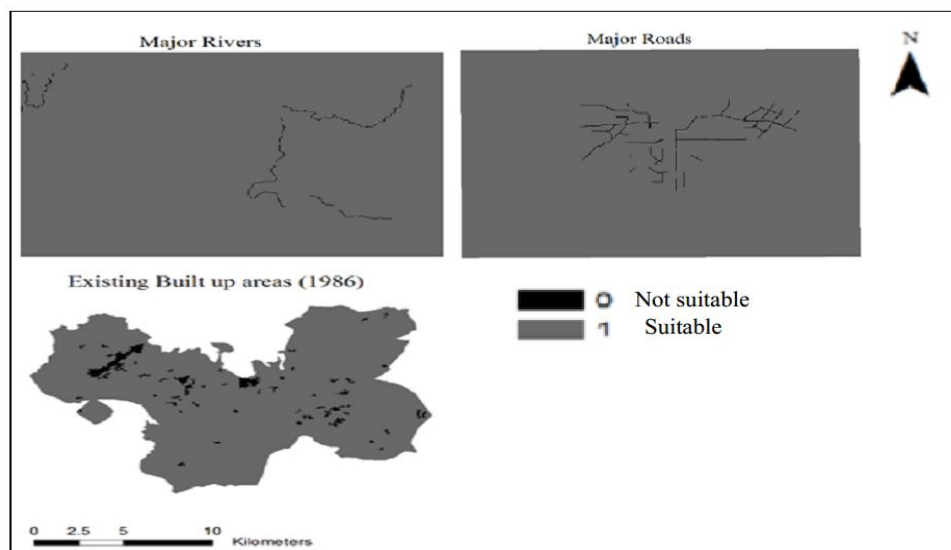 Major Rivers
Major Roads
N
Existing Built up areas (1986)
0 Not suitable
1 Suitable
0 2.5 5 10
Kilometers